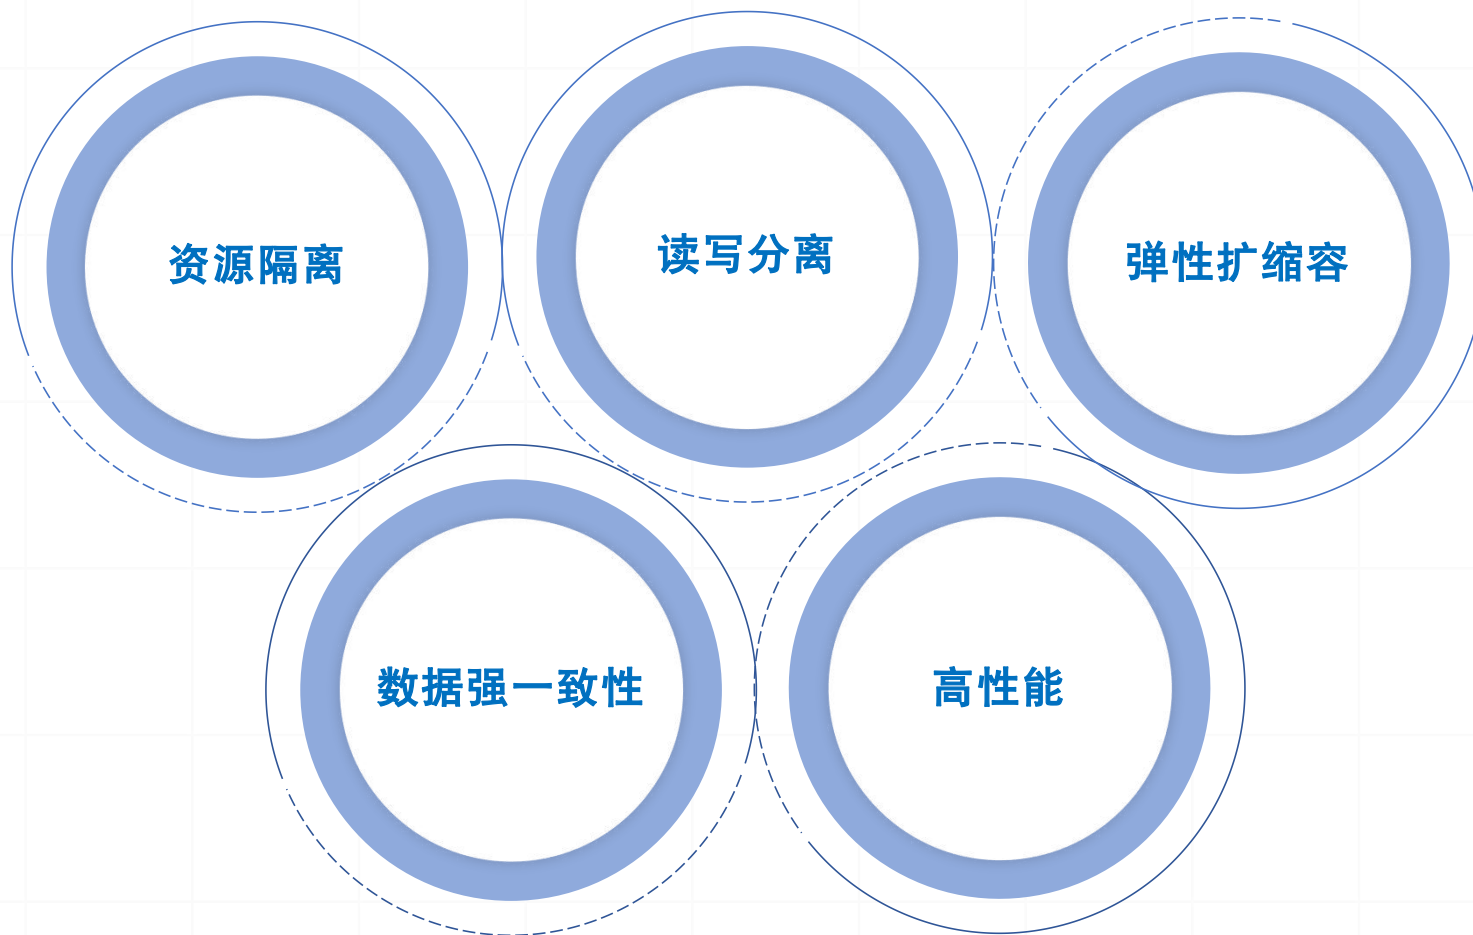 资源隔离
读写分离
弹性扩缩容
数据强一致性
高性能